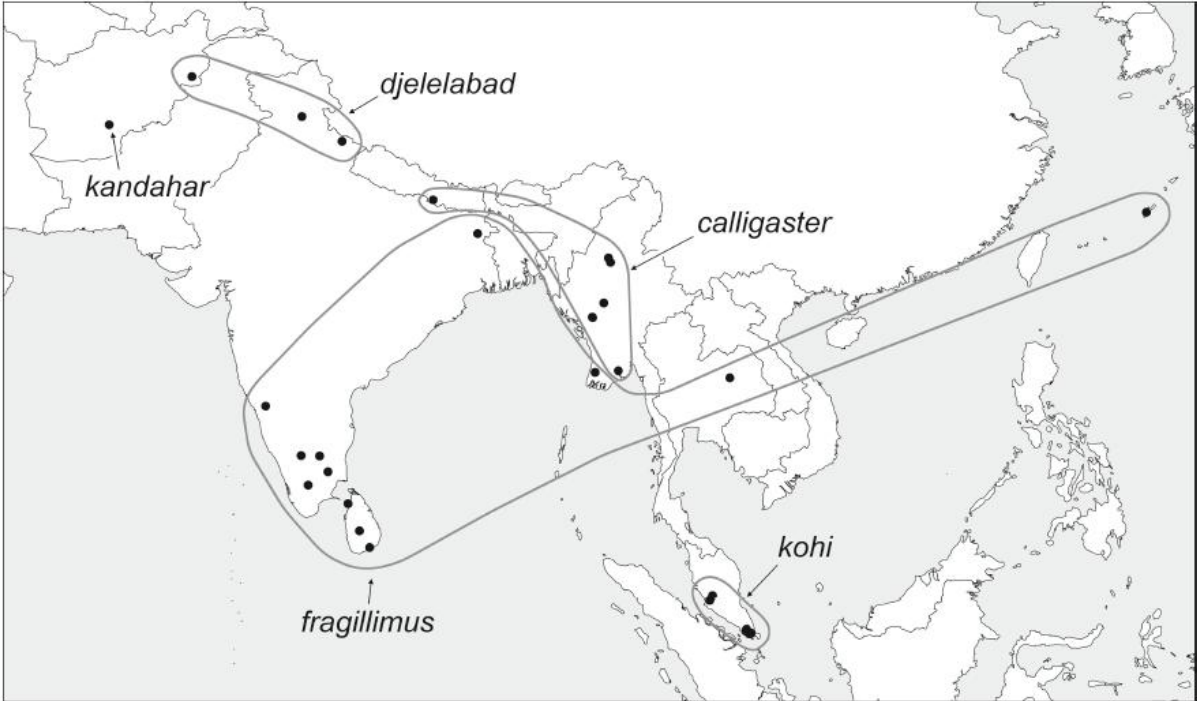 djelelabad
kandahar
calligaster
kohi
fragillimus